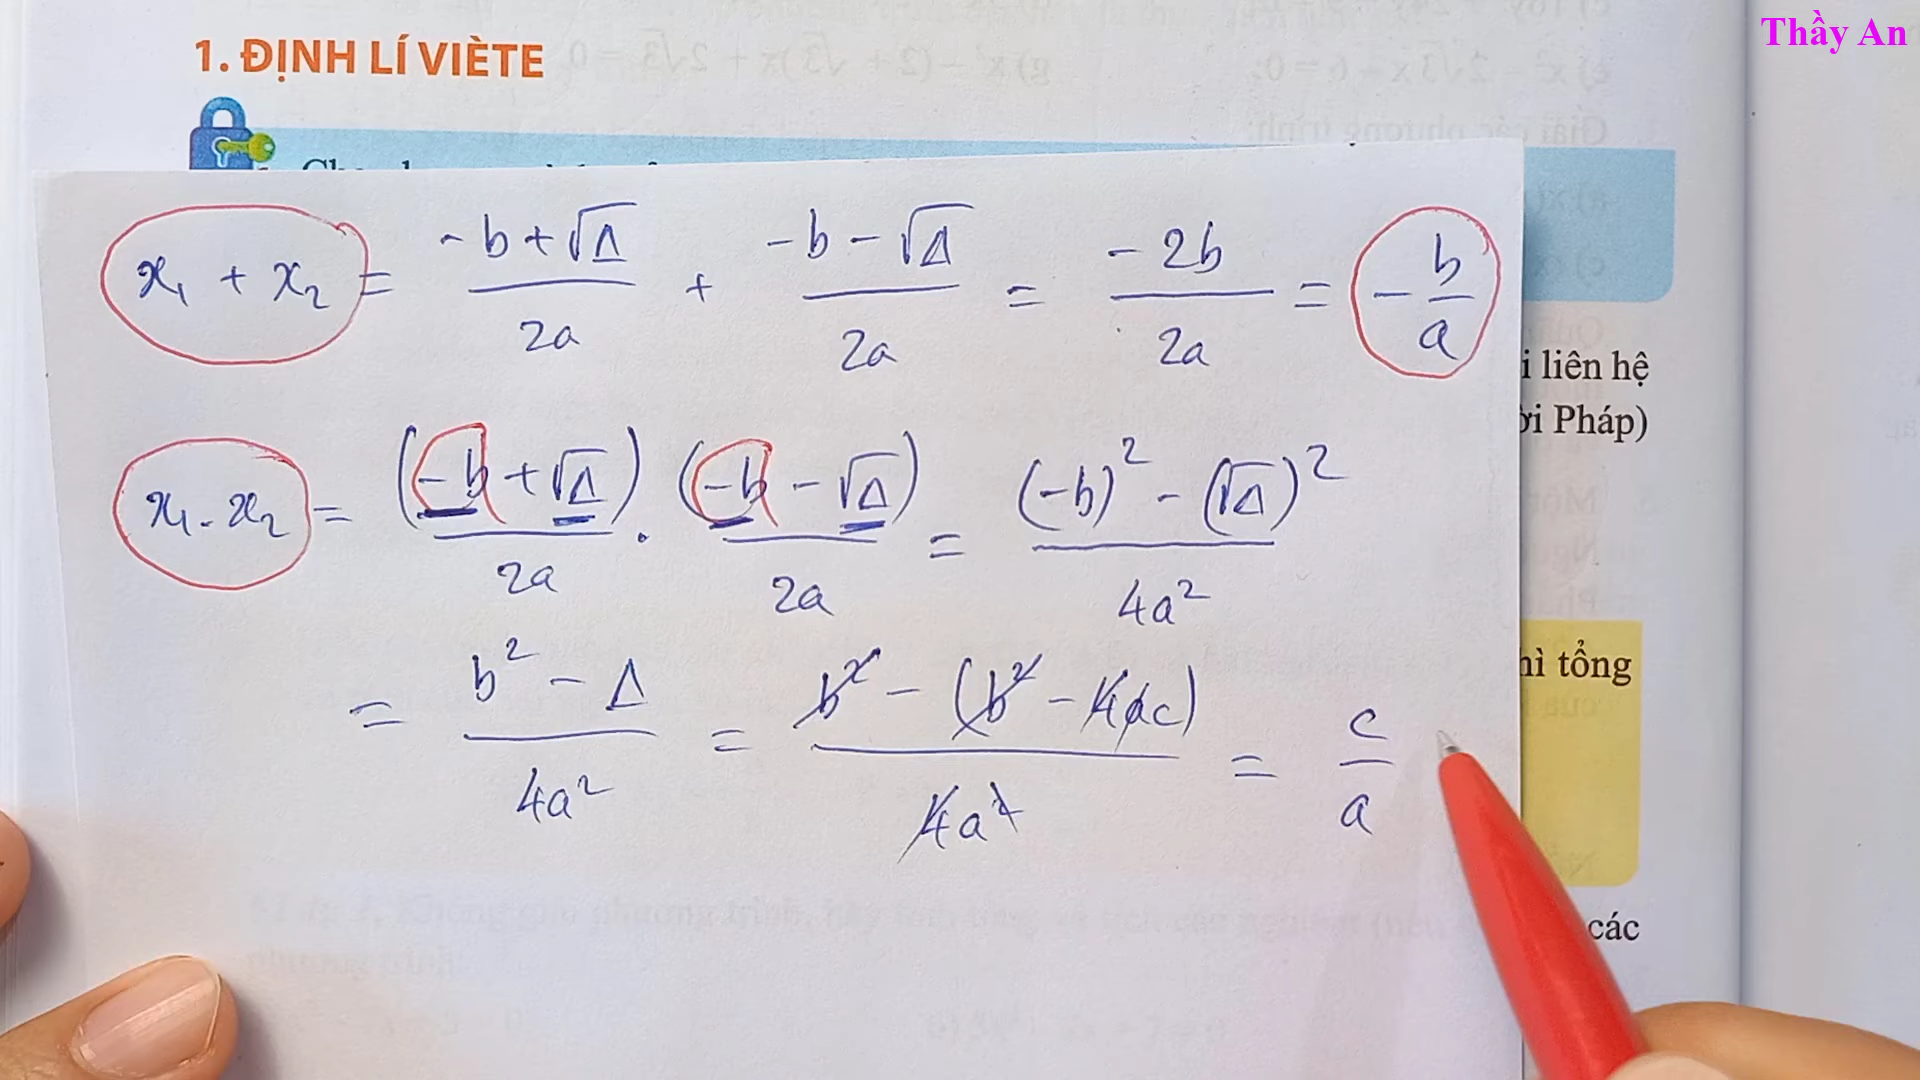 Thầy An
1. ĐỊNH LÍ VIÈTE
x₁ + x₂ = (-b + √Δ)/2a + (-b - √Δ)/2a = -2b/2a = -b/a
i liên hệ
ời Pháp)
x₁ . x₂ = (-b + √Δ)/2a . (-b - √Δ)/2a = ((-b)² - (√Δ)²)/4a²
hì tổng
= (b² - Δ)/4a² = (b² - (b² - 4ac))/4a² = c/a
các